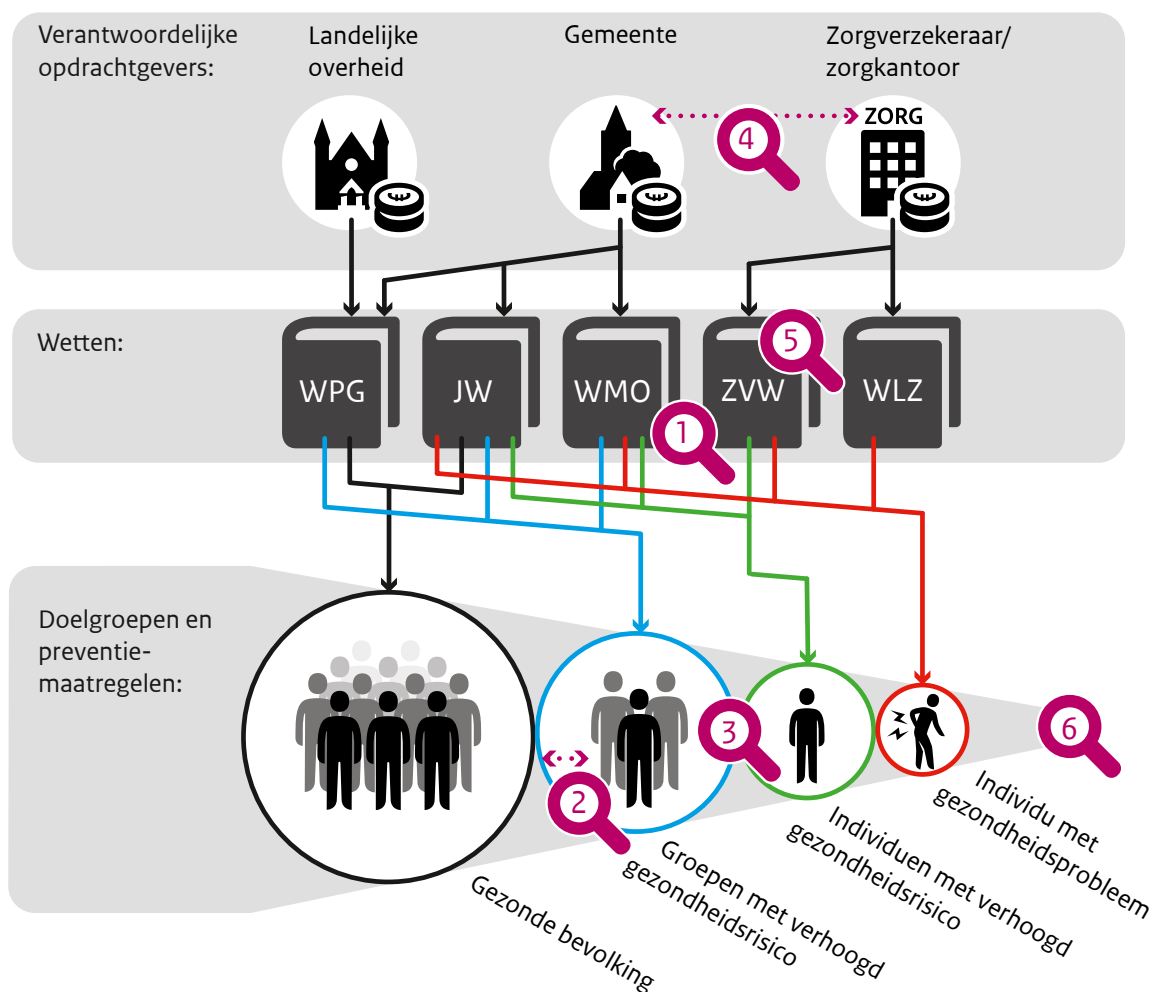 Verantwoordelijke
opdrachtgevers:
Landelijke
overheid
Gemeente
Zorgverzekeraar/
zorgkantoor
ZORG
4
Wetten:
WPG
JW
WMO
ZVW
WLZ
5
1
Doelgroepen en
preventie-
maatregelen:
2
3
6
Gezonde bevolking
Groepen met verhoogd
gezondheidsrisico
Individuen met verhoogd
gezondheidsrisico
Individu met
gezondheidsprobleem